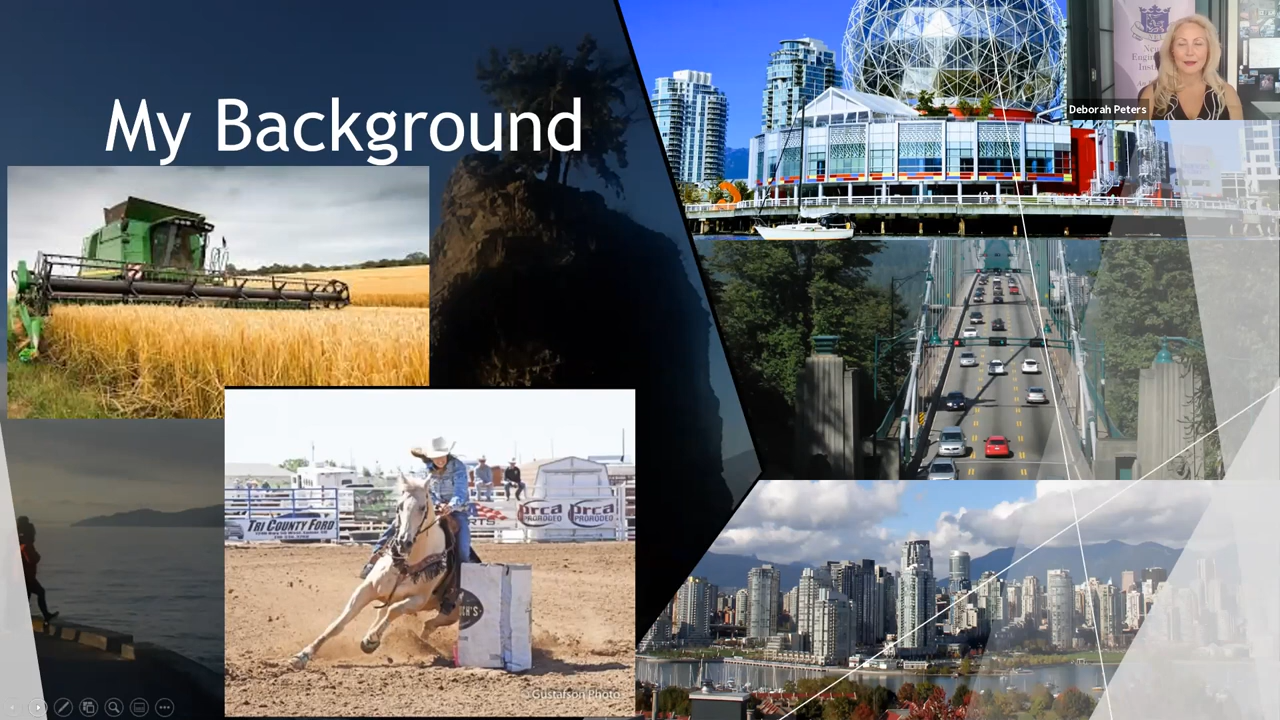 My Background
Deborah Peters
TRI COUNTY FORD
prca
PRORODEO
prca
PRORODEO
Gustafson Photo